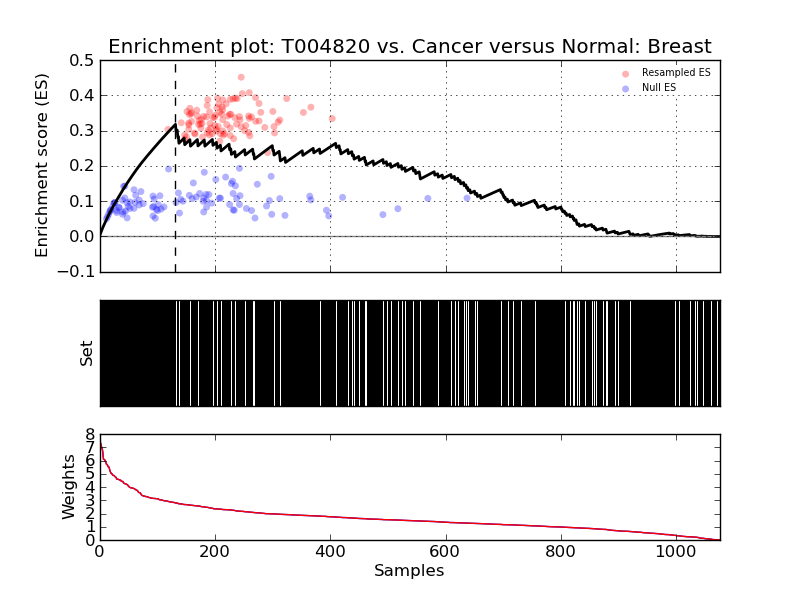 Enrichment plot: T004820 vs. Cancer versus Normal: Breast
Enrichment score (ES)
0.5
0.4
0.3
0.2
0.1
0.0
−0.1
Resampled ES
Null ES
Set
Weights
8
7
6
5
4
3
2
1
0
0 200 400 600 800 1000
Samples